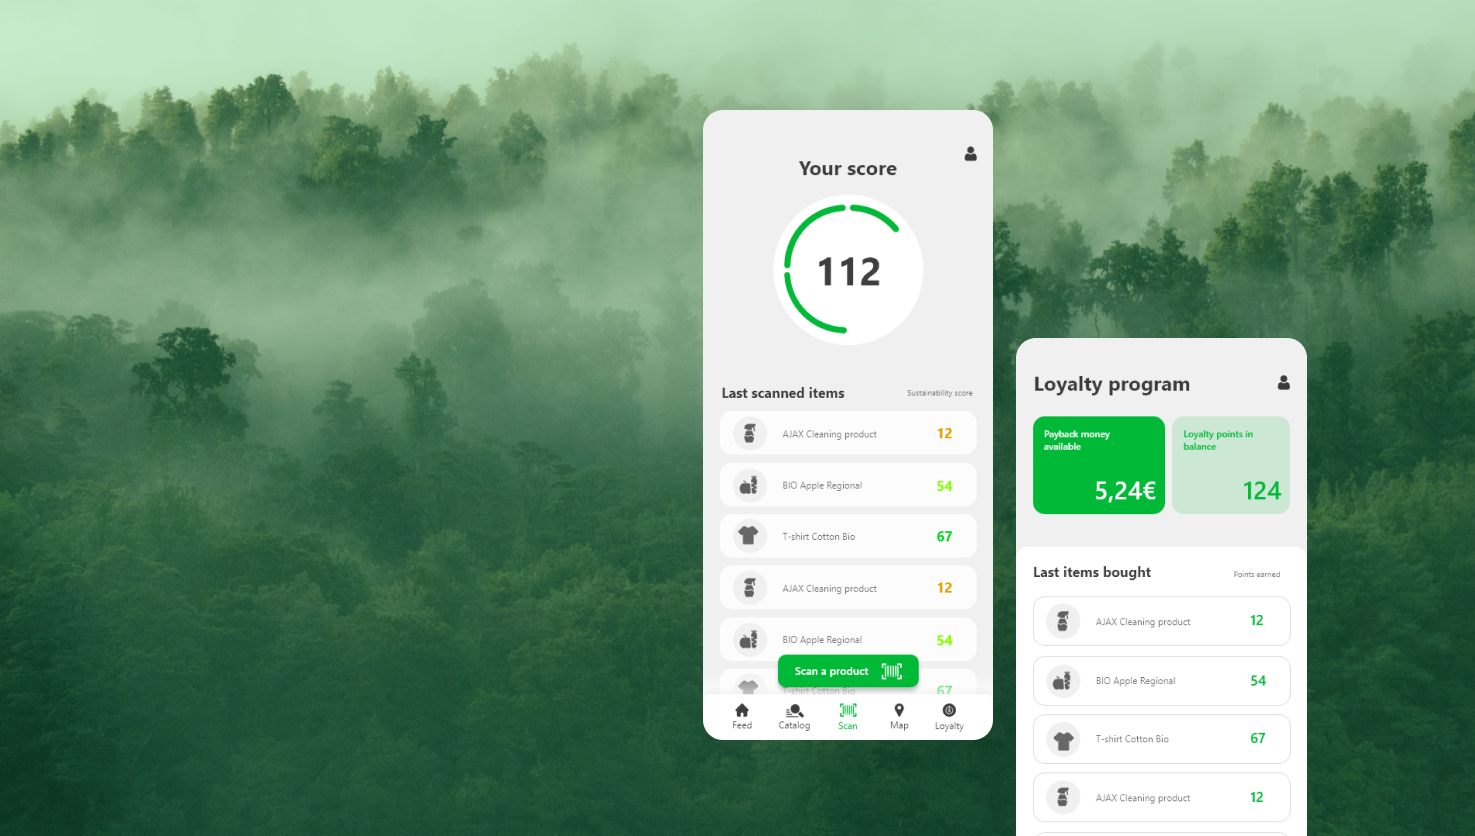 Your score
112
Last scanned items
Sustainability score
AJAX Cleaning product
12
BIO Apple Regional
54
T-shirt Cotton Bio
67
AJAX Cleaning product
12
BIO Apple Regional
54
Scan a product
T-shirt Cotton Bio
67
Feed
Catalog
Scan
Map
Loyalty
Loyalty program
Payback money
available
5,24€
Loyalty points in
balance
124
Last items bought
Points earned
AJAX Cleaning product
12
BIO Apple Regional
54
T-shirt Cotton Bio
67
AJAX Cleaning product
12